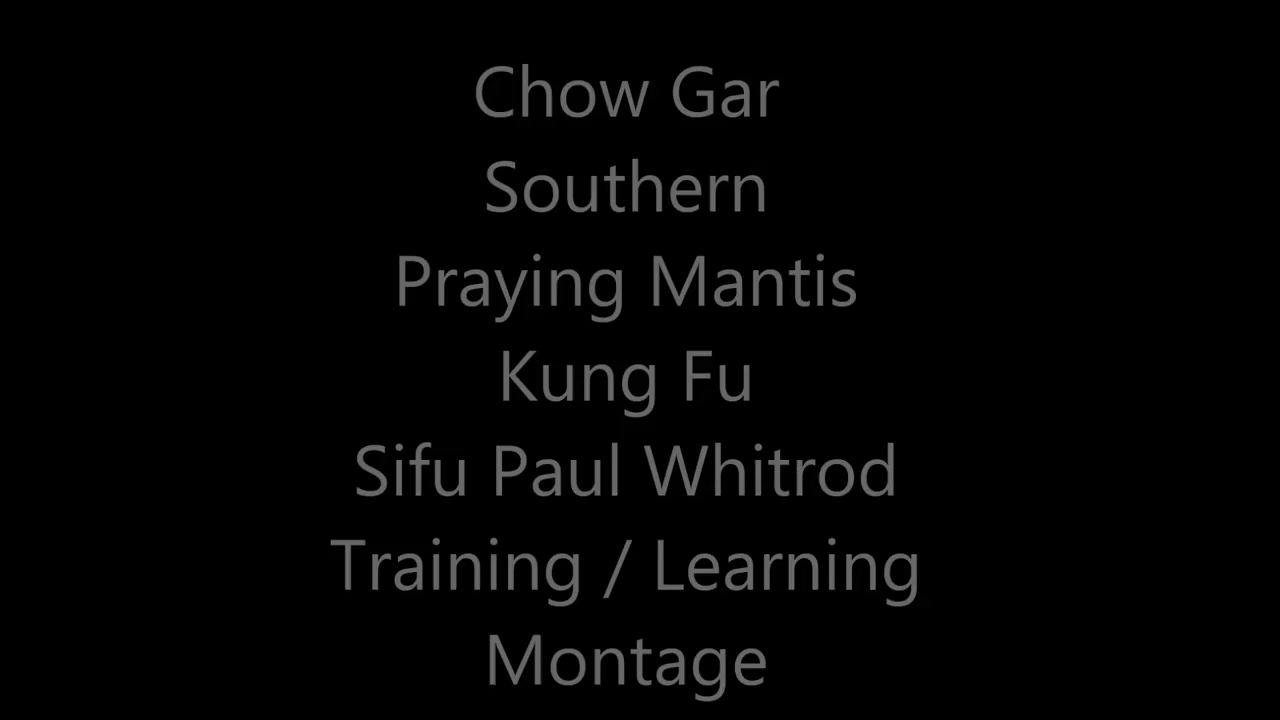 Chow Gar
Southern
Praying Mantis
Kung Fu
Sifu Paul Whitrod
Training / Learning
Montage